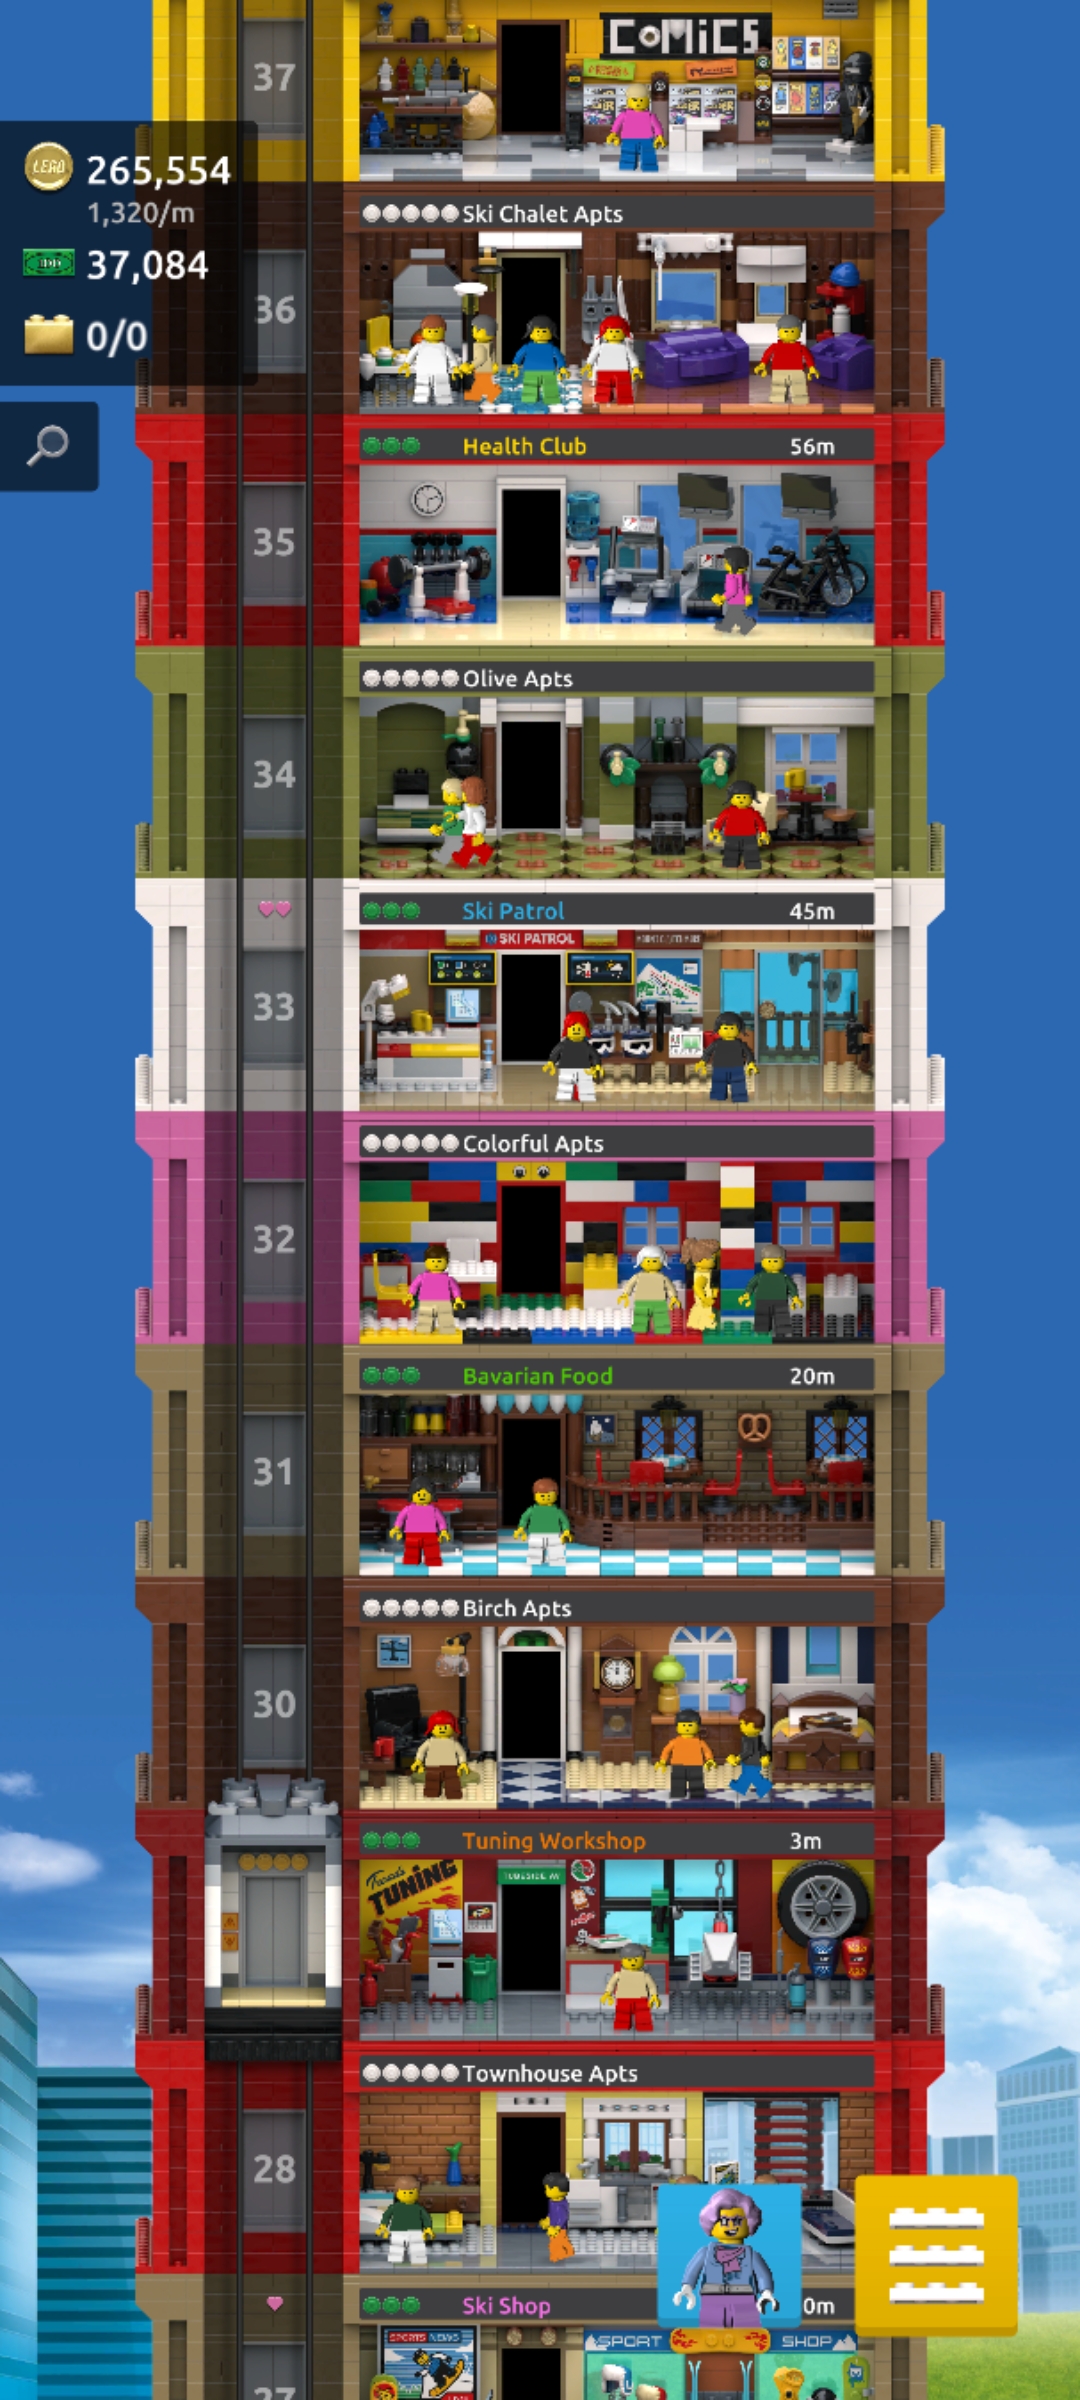 COMICS
37
LEGO
265,554
1,320/m
37,084
0/0
Ski Chalet Apts
36
Health Club 56m
35
Olive Apts
34
Ski Patrol 45m
SKI PATROL
33
Colorful Apts
32
Bavarian Food 20m
31
Birch Apts
30
Tuning Workshop 3m
TUNING
Townhouse Apts
28
Ski Shop 0m
SPORTS NEWS
SPORT SHOP
27